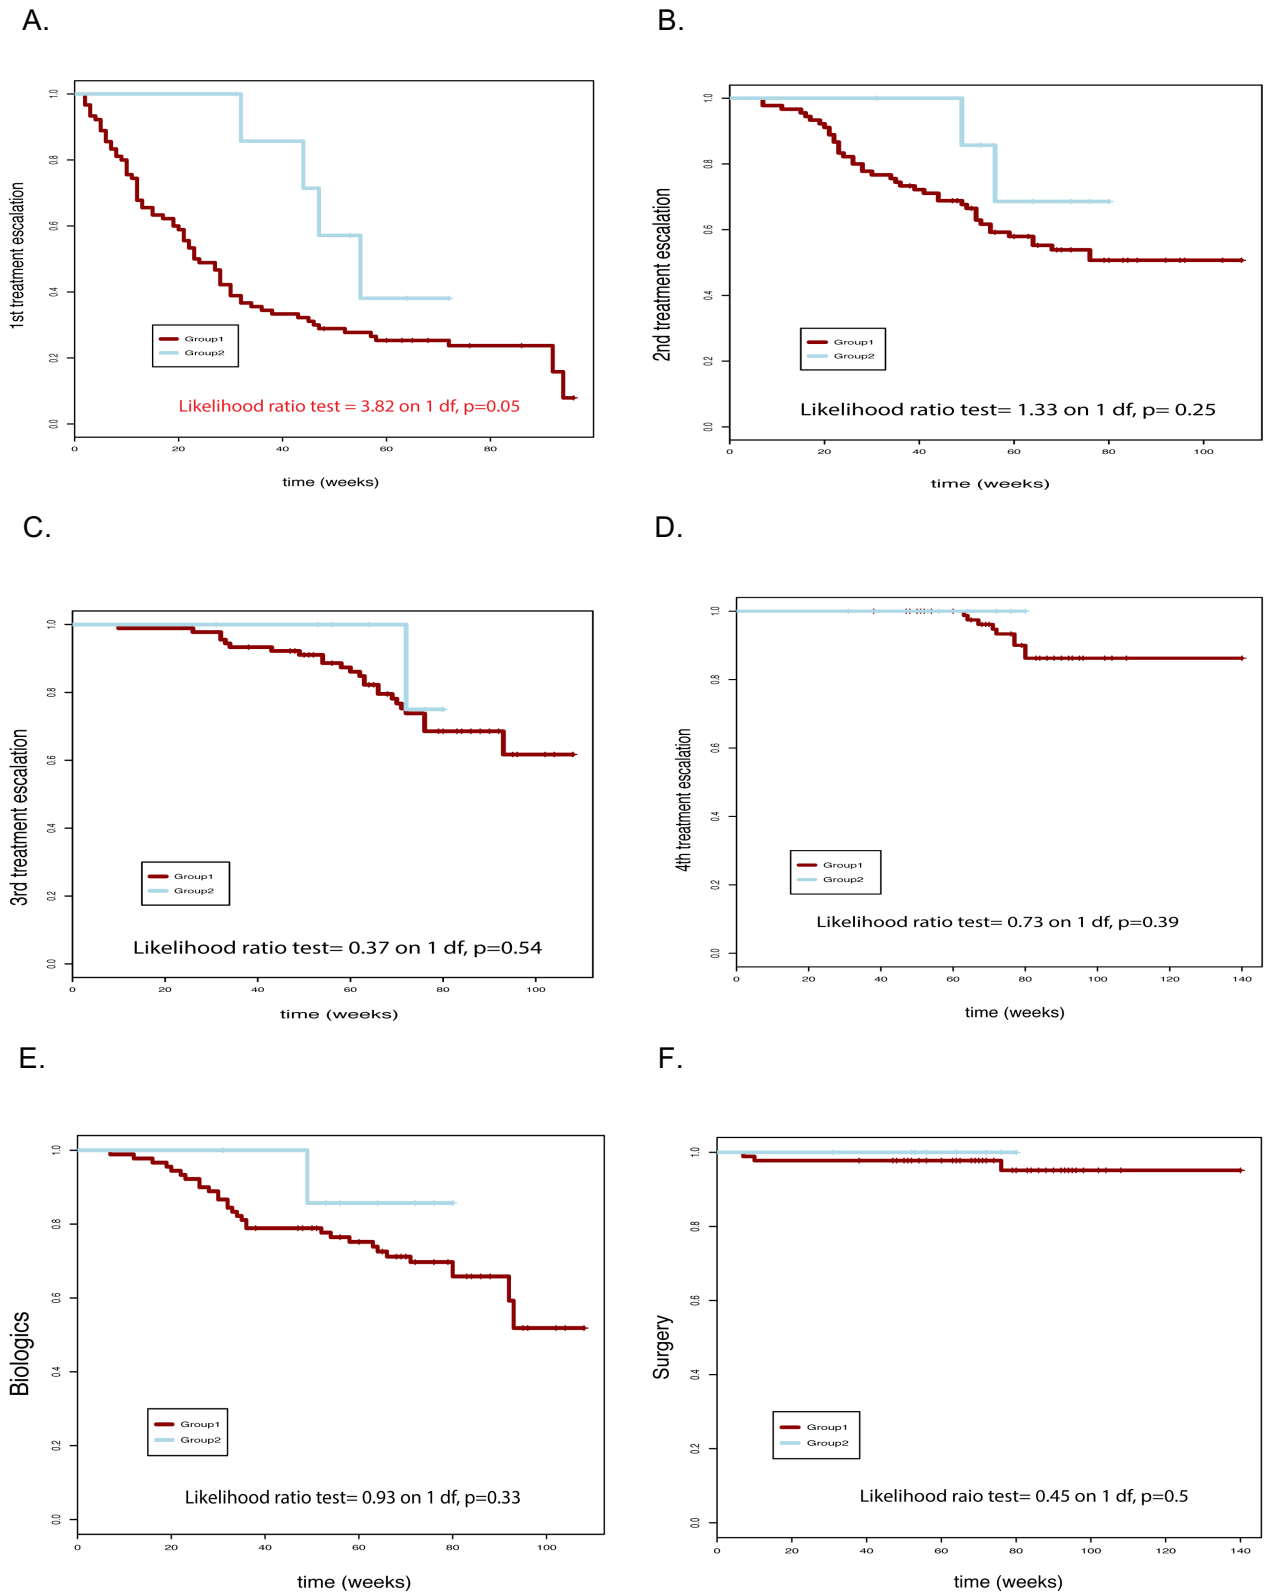 A.
1st treatment escalation
1.0
0.8
0.6
0.4
0.2
0.0
Group1
Group2
Likelihood ratio test = 3.82 on 1 df, p=0.05
0 20 40 60 80
time (weeks)
B.
2nd treatment escalation
1.0
0.8
0.6
0.4
0.2
0.0
Group1
Group2
Likelihood ratio test= 1.33 on 1 df, p= 0.25
0 20 40 60 80 100
time (weeks)
C.
3rd treatment escalation
1.0
0.8
0.6
0.4
0.2
0.0
Group1
Group2
Likelihood ratio test= 0.37 on 1 df, p=0.54
0 20 40 60 80 100
time (weeks)
D.
4th treatment escalation
1.0
0.8
0.6
0.4
0.2
0.0
Group1
Group2
Likelihood ratio test= 0.73 on 1 df, p=0.39
0 20 40 60 80 100 120 140
time (weeks)
E.
Biologics
1.0
0.8
0.6
0.4
0.2
0.0
Group1
Group2
Likelihood ratio test= 0.93 on 1 df, p=0.33
0 20 40 60 80 100
time (weeks)
F.
Surgery
1.0
0.8
0.6
0.4
0.2
0.0
Group1
Group2
Likelihood raio test= 0.45 on 1 df, p=0.5
0 20 40 60 80 100 120 140
time (weeks)